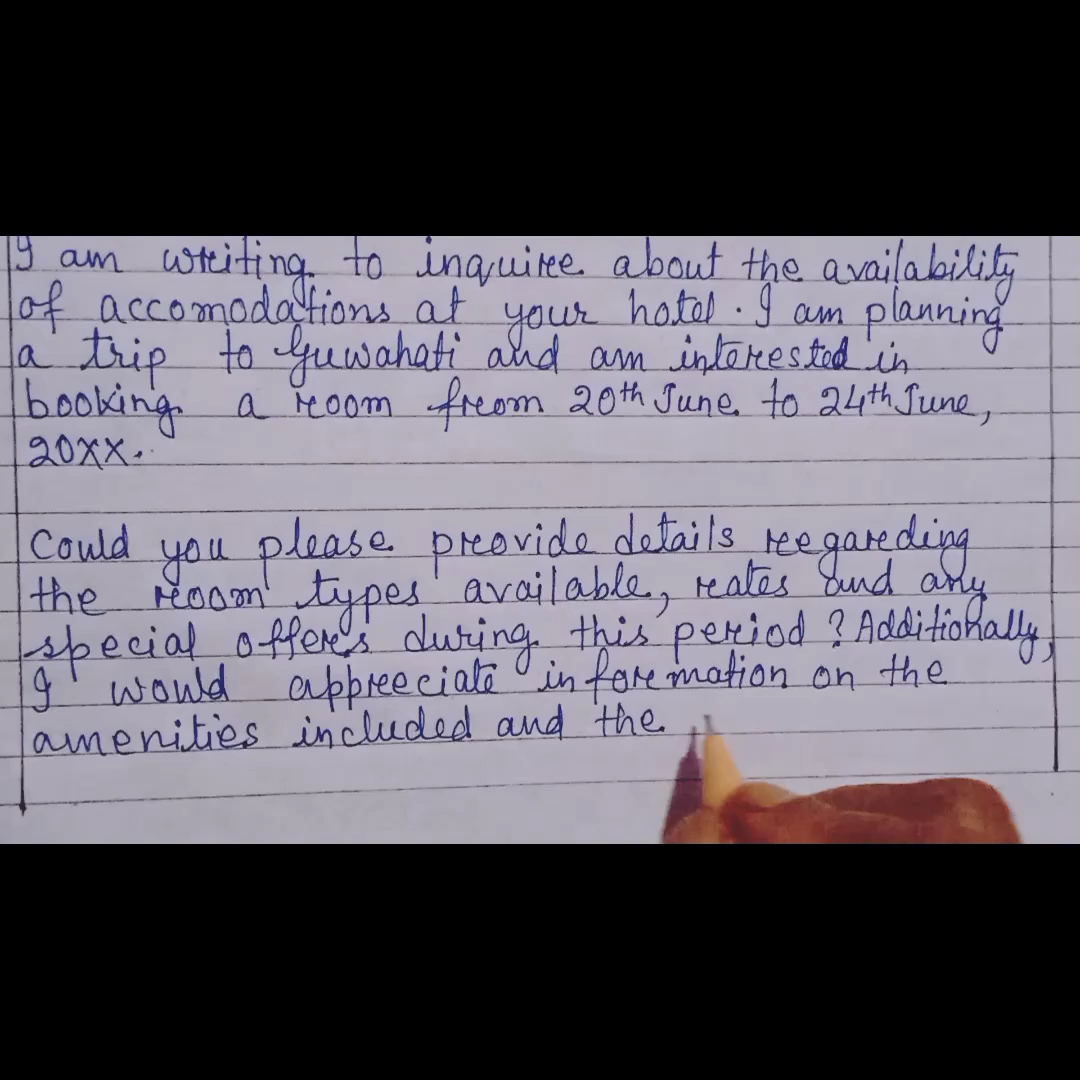 I am writing to inquire about the availability
of accomodations at your hotel. I am planning
a trip to Guwahati and am interested in
booking a room from 20th June to 24th June,
20XX.
Could you please provide details regarding
the room types available, rates and any
special offers during this period? Additionally,
I would appreciate information on the
amenities included and the